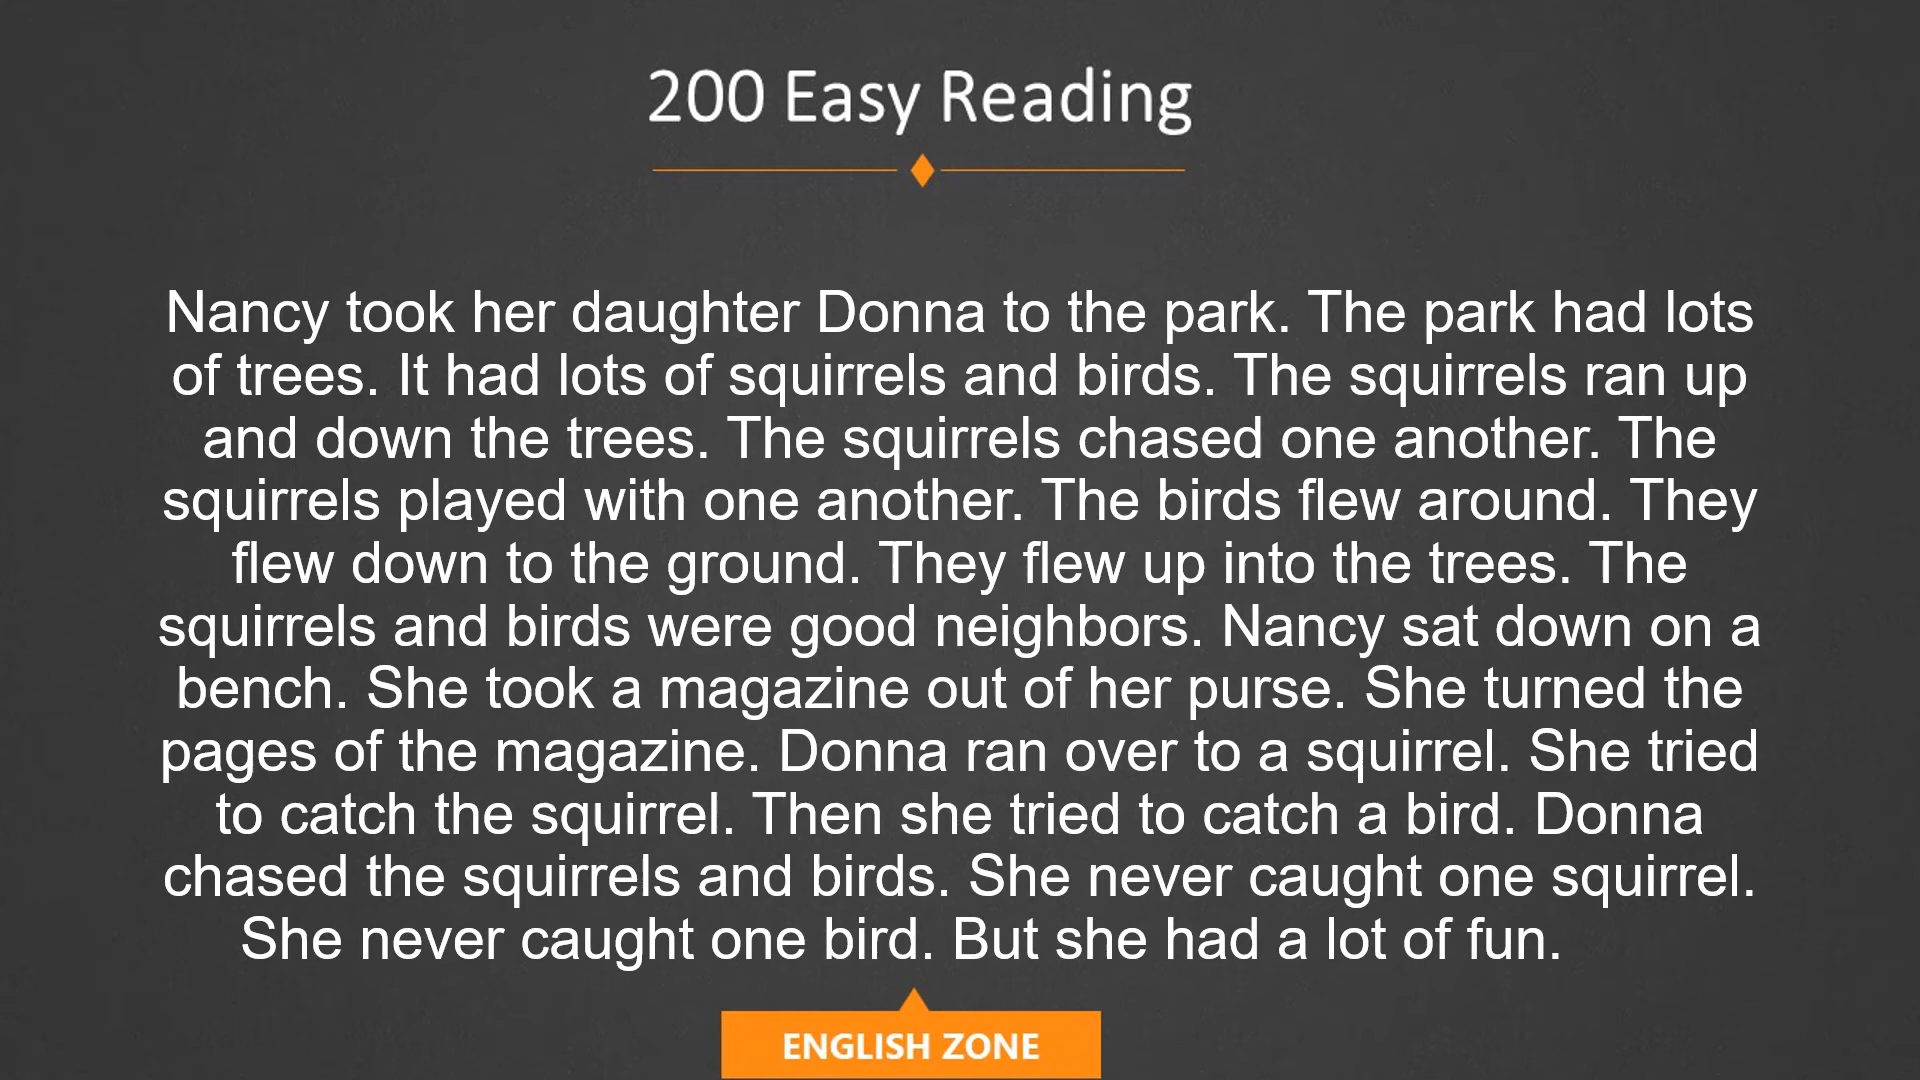 200 Easy Reading
Nancy took her daughter Donna to the park. The park had lots
of trees. It had lots of squirrels and birds. The squirrels ran up
and down the trees. The squirrels chased one another. The
squirrels played with one another. The birds flew around. They
flew down to the ground. They flew up into the trees. The
squirrels and birds were good neighbors. Nancy sat down on a
bench. She took a magazine out of her purse. She turned the
pages of the magazine. Donna ran over to a squirrel. She tried
to catch the squirrel. Then she tried to catch a bird. Donna
chased the squirrels and birds. She never caught one squirrel.
She never caught one bird. But she had a lot of fun.
ENGLISH ZONE